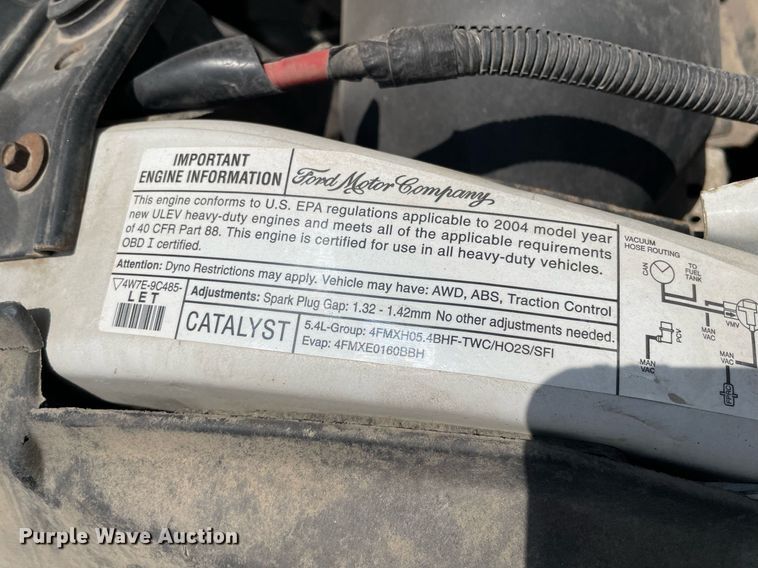 IMPORTANT
ENGINE INFORMATION
Ford Motor Company
This engine conforms to U.S. EPA regulations applicable to 2004 model year
new ULEV heavy-duty engines and meets all of the applicable requirements
of 40 CFR Part 88. This engine is certified for use in all heavy-duty vehicles.
OBD I certified.
Attention: Dyno Restrictions may apply. Vehicle may have: AWD, ABS, Traction Control
4W7E-9C485-
LET
Adjustments: Spark Plug Gap: 1.32 - 1.42mm No other adjustments needed.
CATALYST
5.4L-Group: 4FMXH05.4BHF-TWC/HO2S/SFI
Evap: 4FMXE0160BBH
VACUUM
HOSE ROUTING
CAN
TO
FUEL
TANK
MAN
VAC
VMV
PCV
MAN
VAC
MAN
VAC
FPRC
Purple Wave Auction